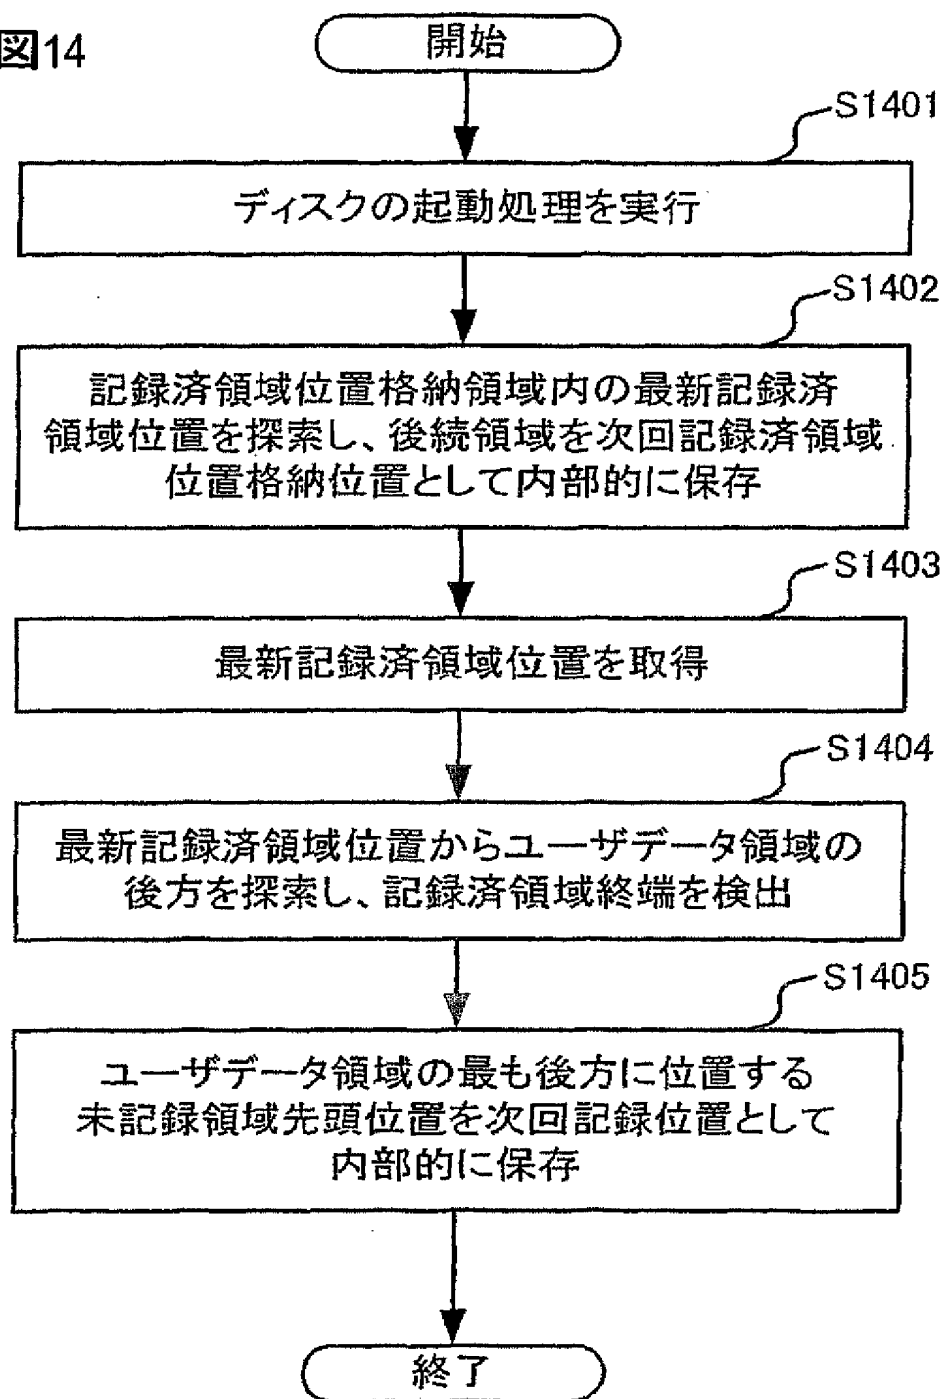 図14
開始
S1401
ディスクの起動処理を実行
S1402
記録済領域位置格納領域内の最新記録済
領域位置を探索し、後続領域を次回記録済領域
位置格納位置として内部的に保存
S1403
最新記録済領域位置を取得
S1404
最新記録済領域位置からユーザデータ領域の
後方を探索し、記録済領域終端を検出
S1405
ユーザデータ領域の最も後方に位置する
未記録領域先頭位置を次回記録位置として
内部的に保存
終了